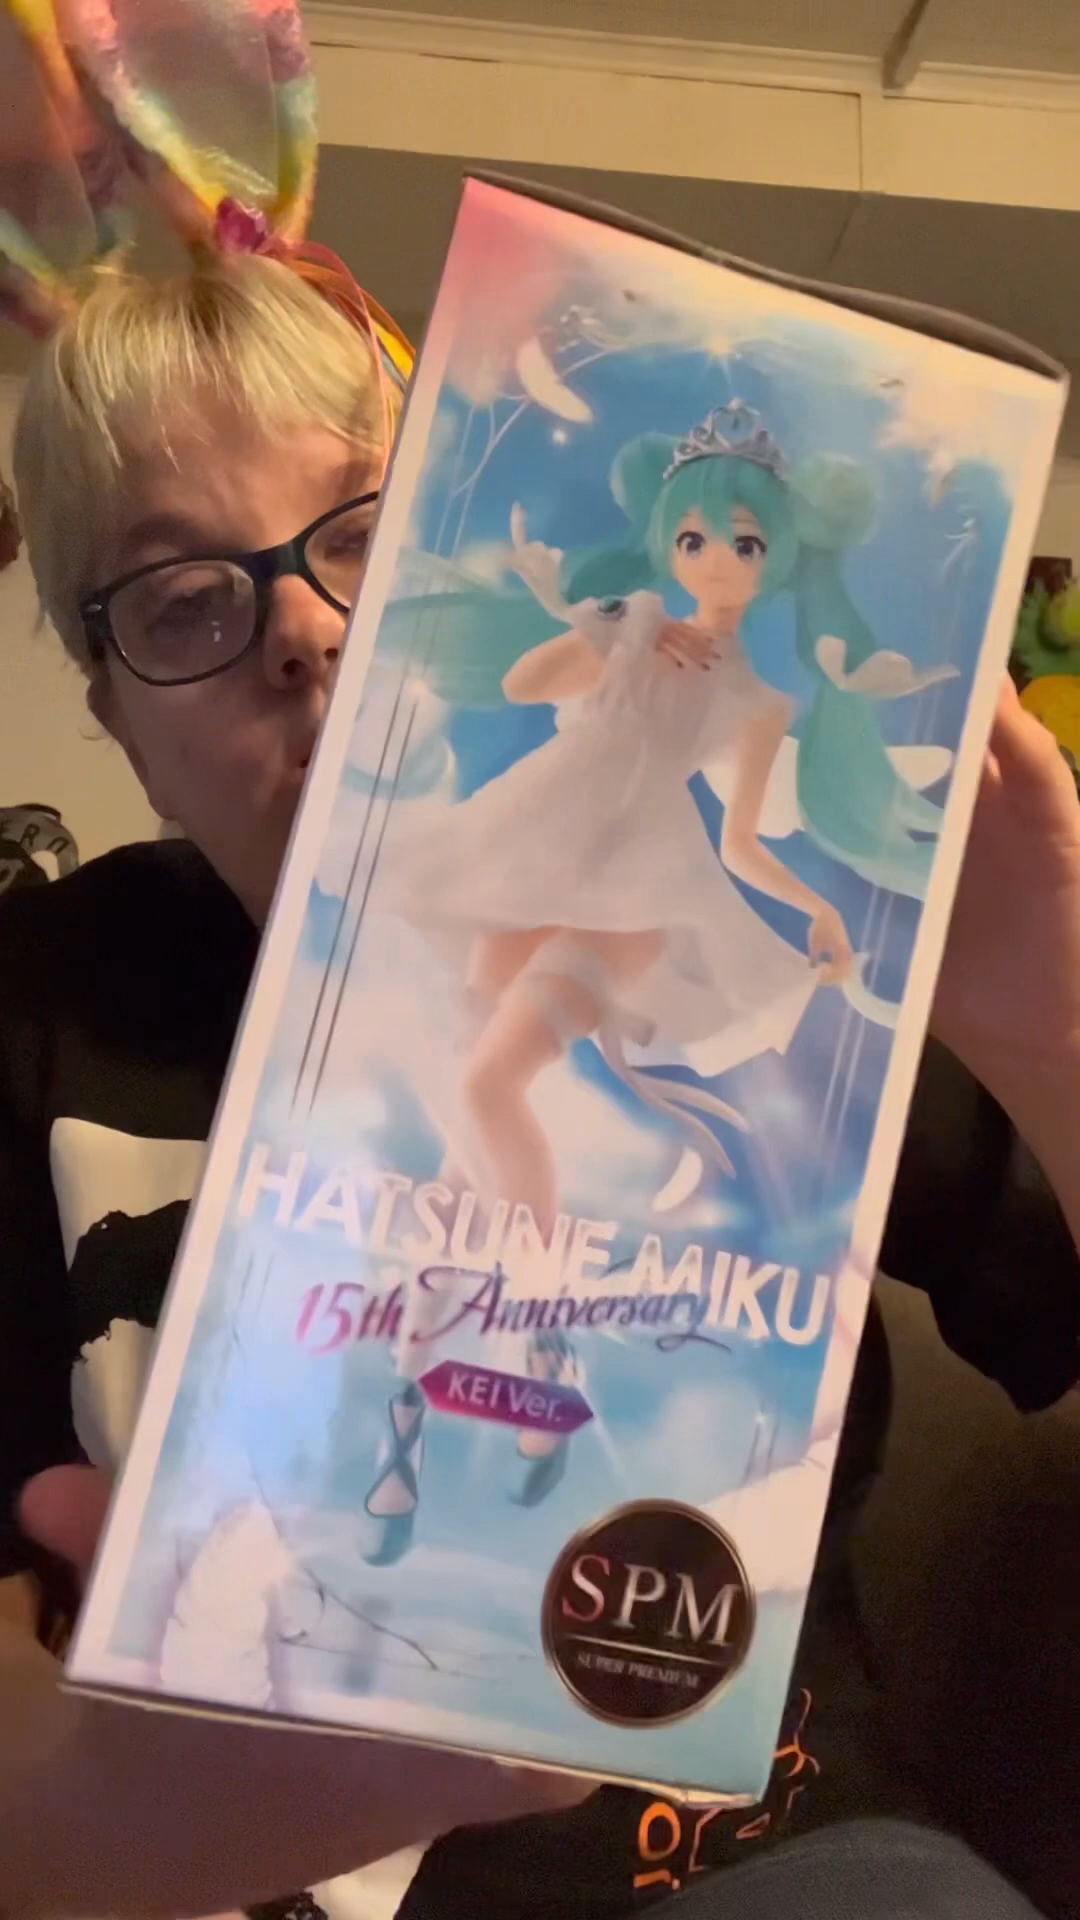 HATSUNE MIKU
15th Anniversary
KEI Ver.
SPM
SUPER PREMIUM